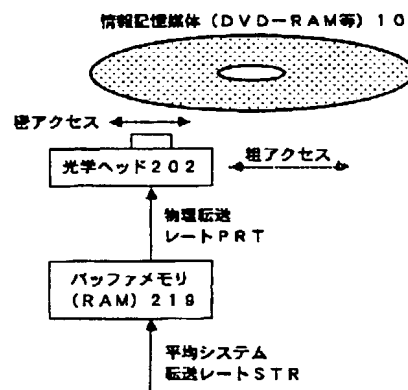 情報記憶媒体(DVD-RAM等)10
密アクセス
粗アクセス
光学ヘッド202
物理転送
レートPRT
バッファメモリ
(RAM)219
平均システム
転送レートSTR